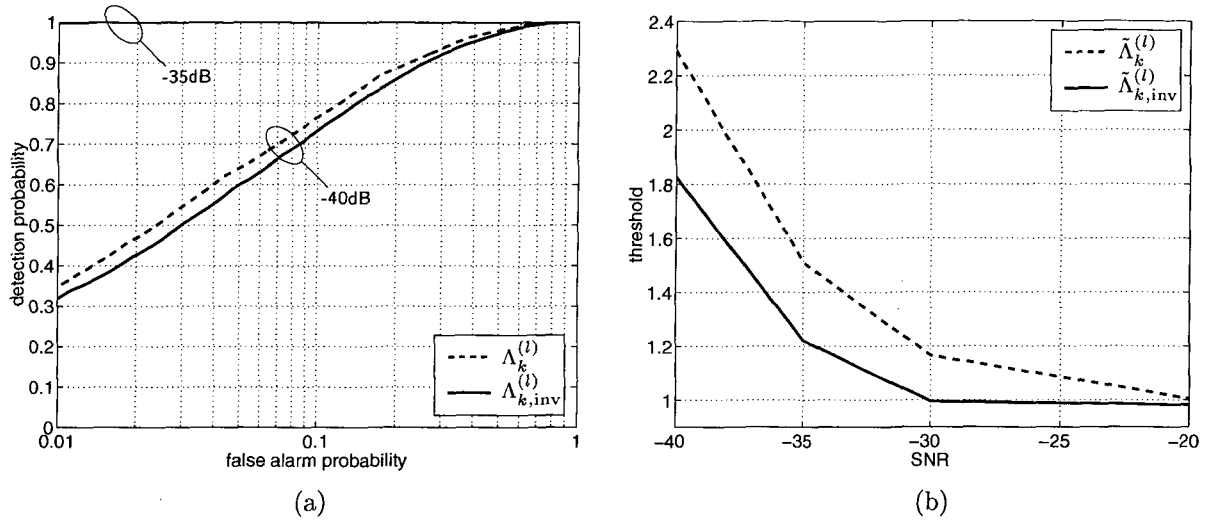 1
0.9
0.8
0.7
0.6
0.5
0.4
0.3
0.2
0.1
0
detection probability
-35dB
-40dB
Λ_k^{(l)}
Λ_{k,inv}^{(l)}
0.01 0.1 1
false alarm probability
(a)
2.4
2.2
2
1.8
1.6
1.4
1.2
1
threshold
Λ̃_k^{(l)}
Λ̃_{k,inv}^{(l)}
−40 −35 −30 −25 −20
SNR
(b)